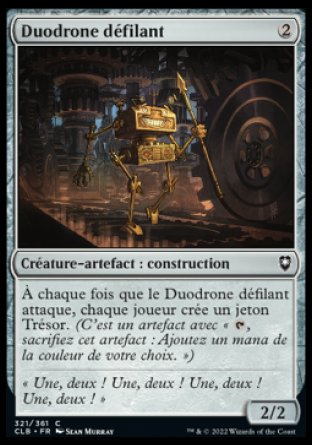 Duodrone défilant 2
Créature-artefact : construction
À chaque fois que le Duodrone défilant
attaque, chaque joueur crée un jeton
Trésor. (C'est un artefact avec « ,
sacrifiez cet artefact : Ajoutez un mana de
la couleur de votre choix. »)
« Une, deux ! Une, deux ! Une, deux !
Une, deux ! »
2/2
321/361 C
CLB • FR Sean Murray
™ & © 2022 Wizards of the Coast